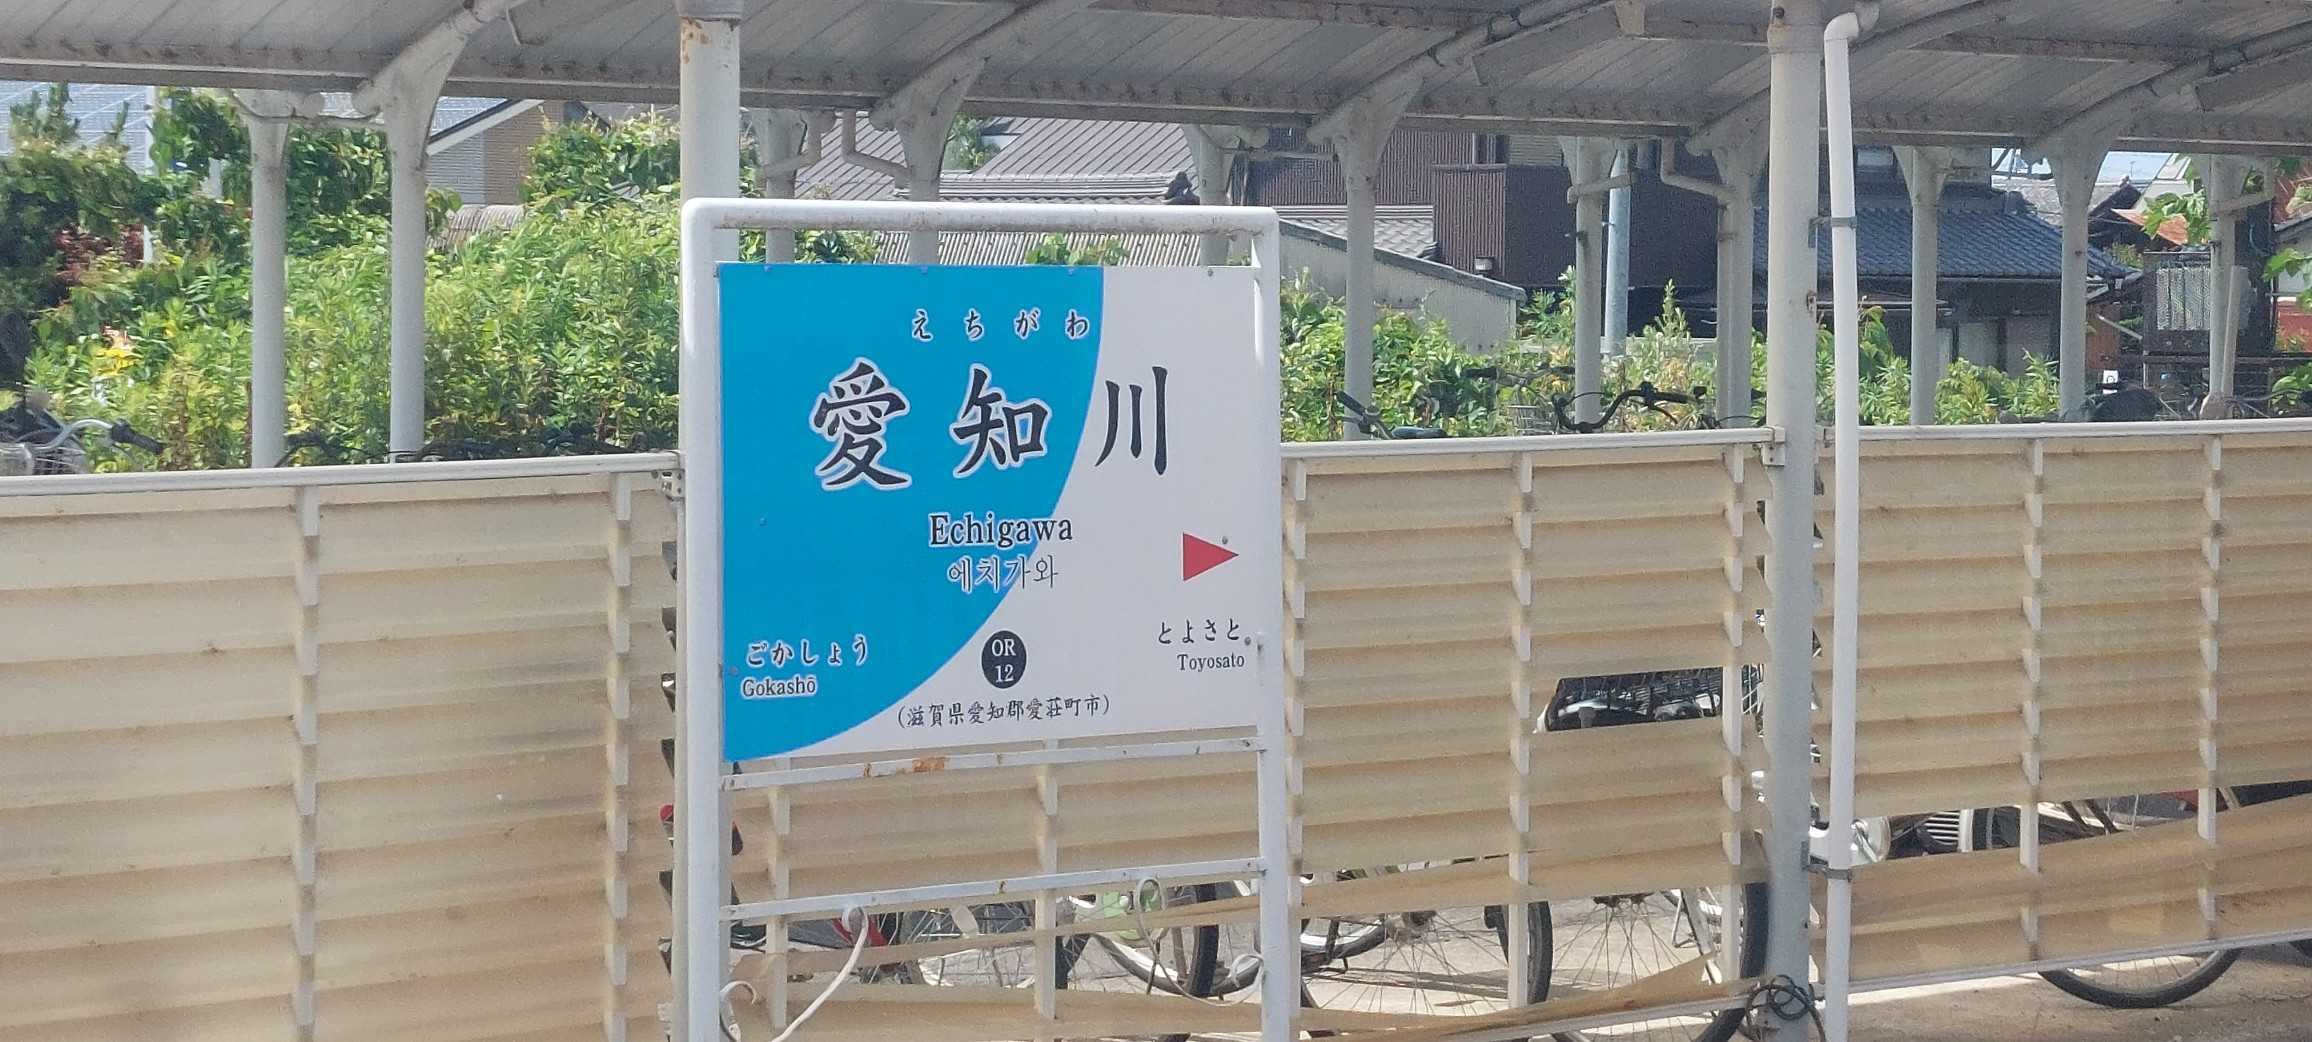 えちがわ
愛知川
Echigawa
에치가와
ごかしょう
Gokashō
OR
12
とよさと
Toyosato
(滋賀県愛知郡愛荘町市)